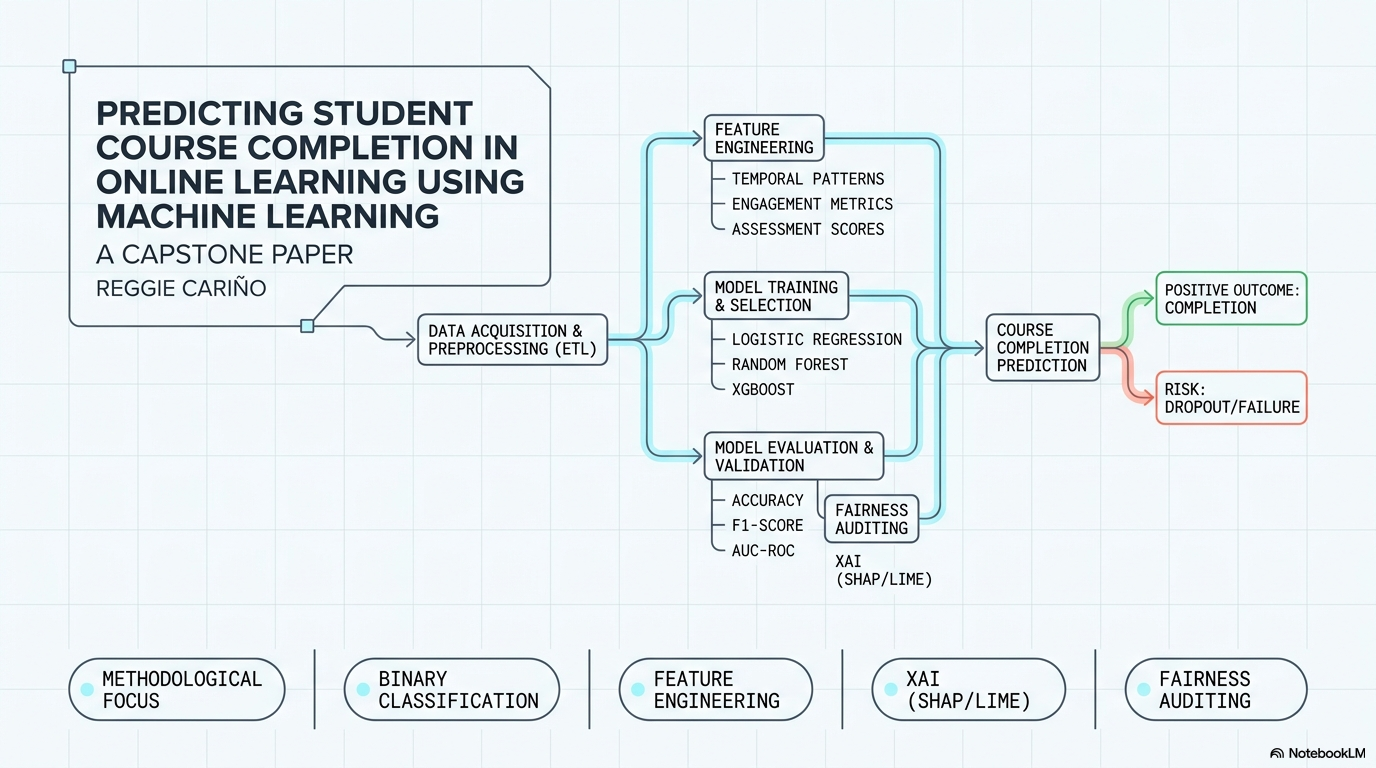 PREDICTING STUDENT
COURSE COMPLETION IN
ONLINE LEARNING USING
MACHINE LEARNING
A CAPSTONE PAPER
REGGIE CARIÑO
DATA ACQUISITION &
PREPROCESSING (ETL)
FEATURE
ENGINEERING
TEMPORAL PATTERNS
ENGAGEMENT METRICS
ASSESSMENT SCORES
MODEL TRAINING
& SELECTION
LOGISTIC REGRESSION
RANDOM FOREST
XGBOOST
MODEL EVALUATION &
VALIDATION
ACCURACY
F1-SCORE
AUC-ROC
FAIRNESS
AUDITING
XAI
(SHAP/LIME)
COURSE
COMPLETION
PREDICTION
POSITIVE OUTCOME:
COMPLETION
RISK:
DROPOUT/FAILURE
METHODOLOGICAL
FOCUS
BINARY
CLASSIFICATION
FEATURE
ENGINEERING
XAI
(SHAP/LIME)
FAIRNESS
AUDITING
NotebookLM